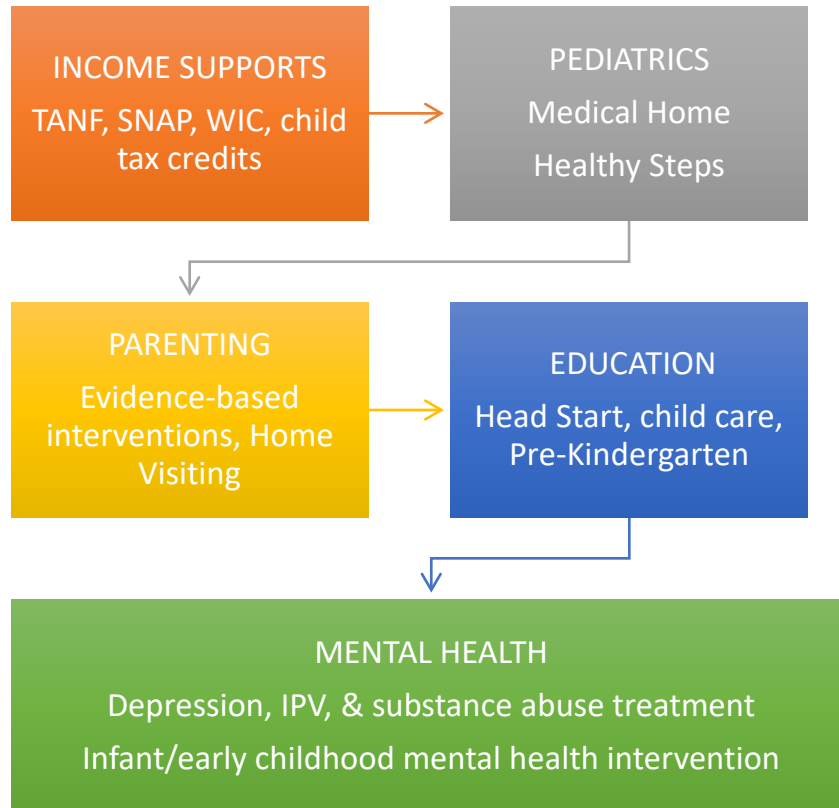 INCOME SUPPORTS
TANF, SNAP, WIC, child
tax credits
PEDIATRICS
Medical Home
Healthy Steps
PARENTING
Evidence-based
interventions, Home
Visiting
EDUCATION
Head Start, child care,
Pre-Kindergarten
MENTAL HEALTH
Depression, IPV, & substance abuse treatment
Infant/early childhood mental health intervention